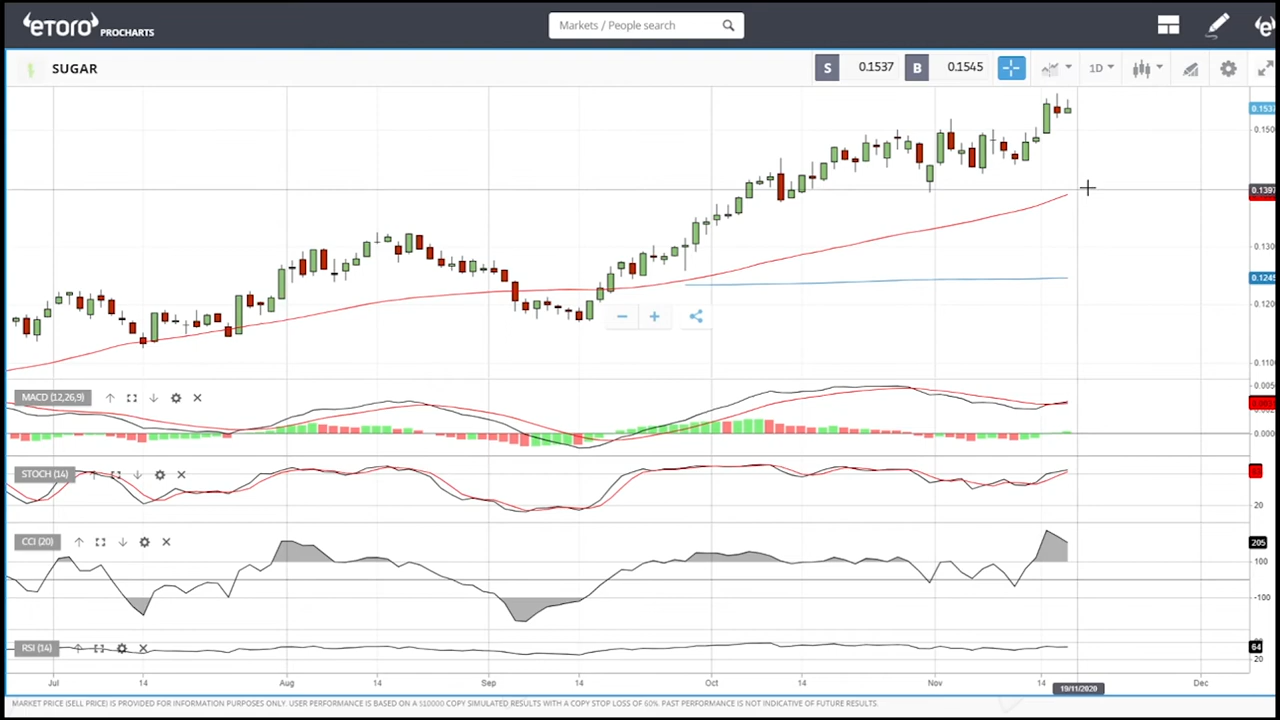 eToro PROCHARTS
Markets / People search
SUGAR
S 0.1537 B 0.1545
1D
0.1537
0.150
0.1397
0.130
0.1245
0.120
0.110
MACD (12,26,9)
0.005
0.000
STOCH (14)
20
CCI (20)
205
100
-100
RSI (14)
64
20
Jul 14 Aug 14 Sep 14 Oct Nov 14 Dec
19/11/2020
MARKET PRICE (SELL PRICE) IS PROVIDED FOR INFORMATION PURPOSES ONLY. USER PERFORMANCE IS BASED ON A $10000 COPY SIMULATED RESULTS WITH A COPY STOP LOSS OF 50%. PAST PERFORMANCE IS NOT INDICATIVE OF FUTURE RESULTS.